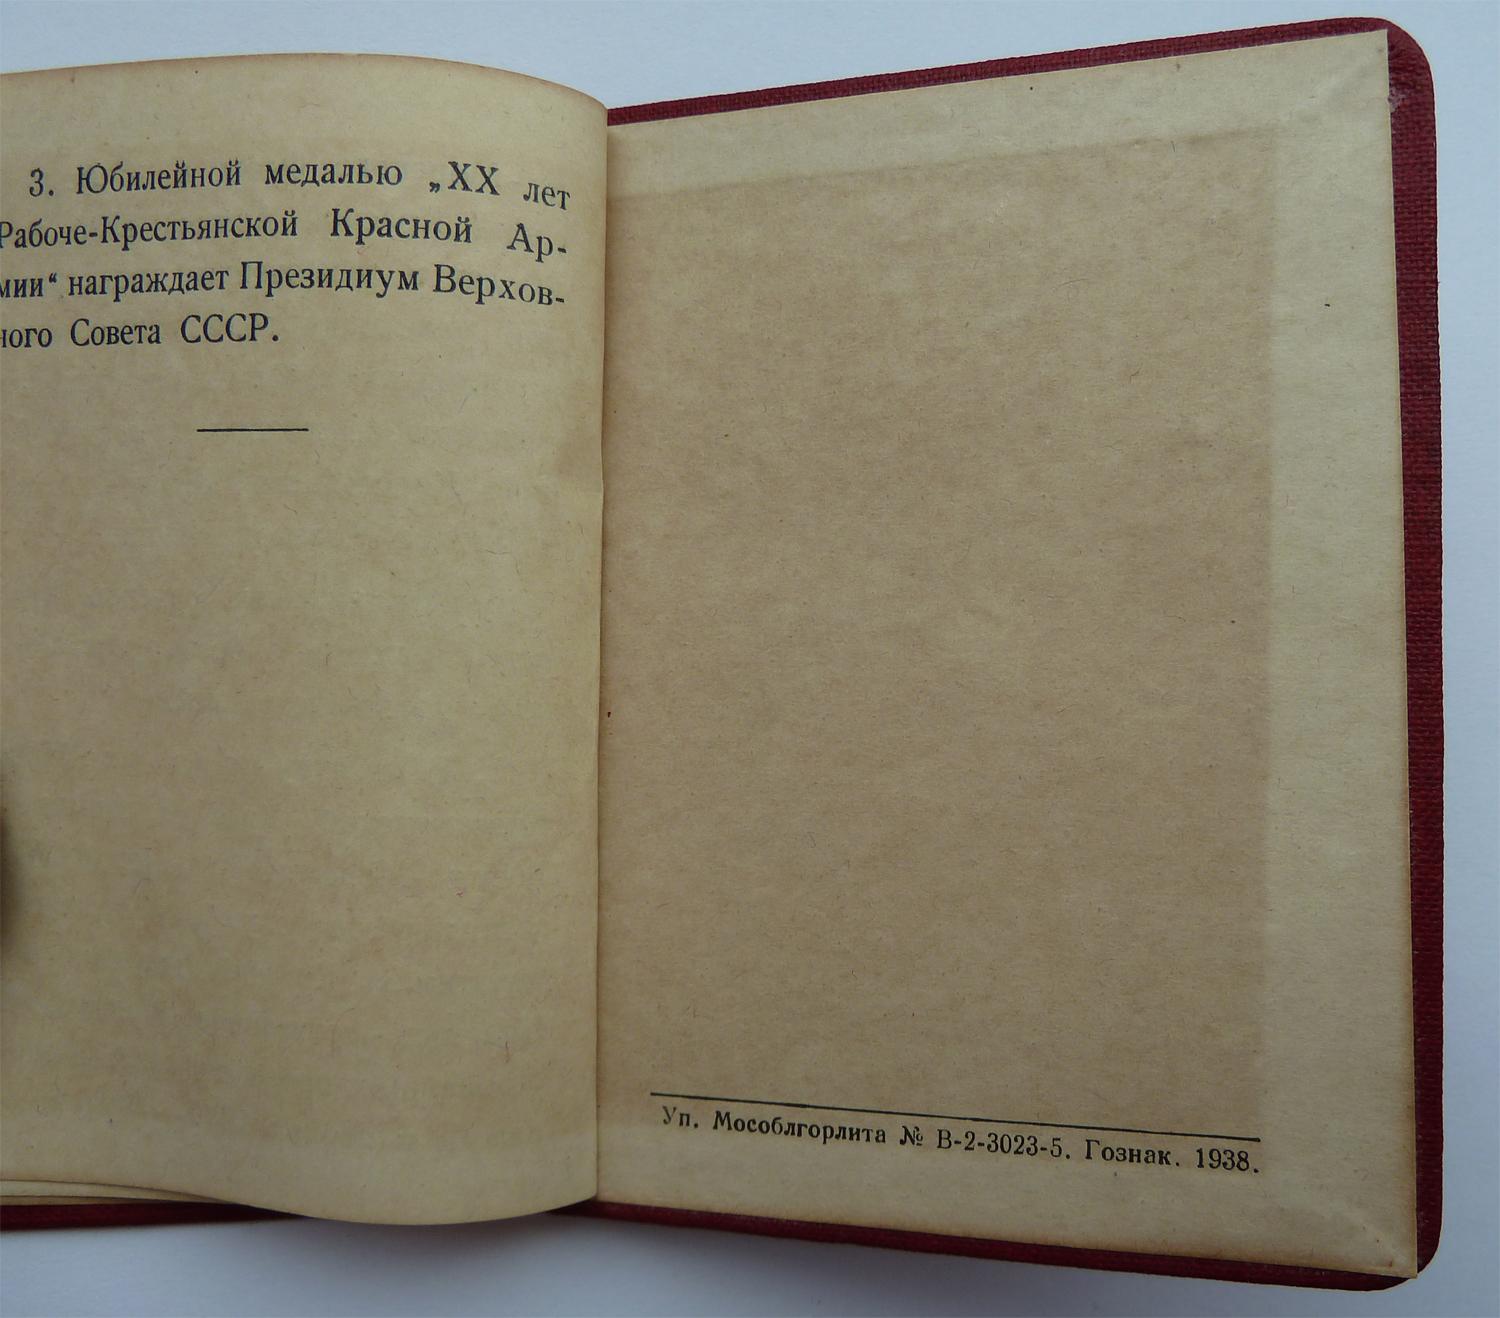 3. Юбилейной медалью „XX лет
Рабоче-Крестьянской Красной Ар-
мии“ награждает Президиум Верхов-
ного Совета СССР.
Уп. Мособлгорлита № В-2-3023-5. Гознак. 1938.